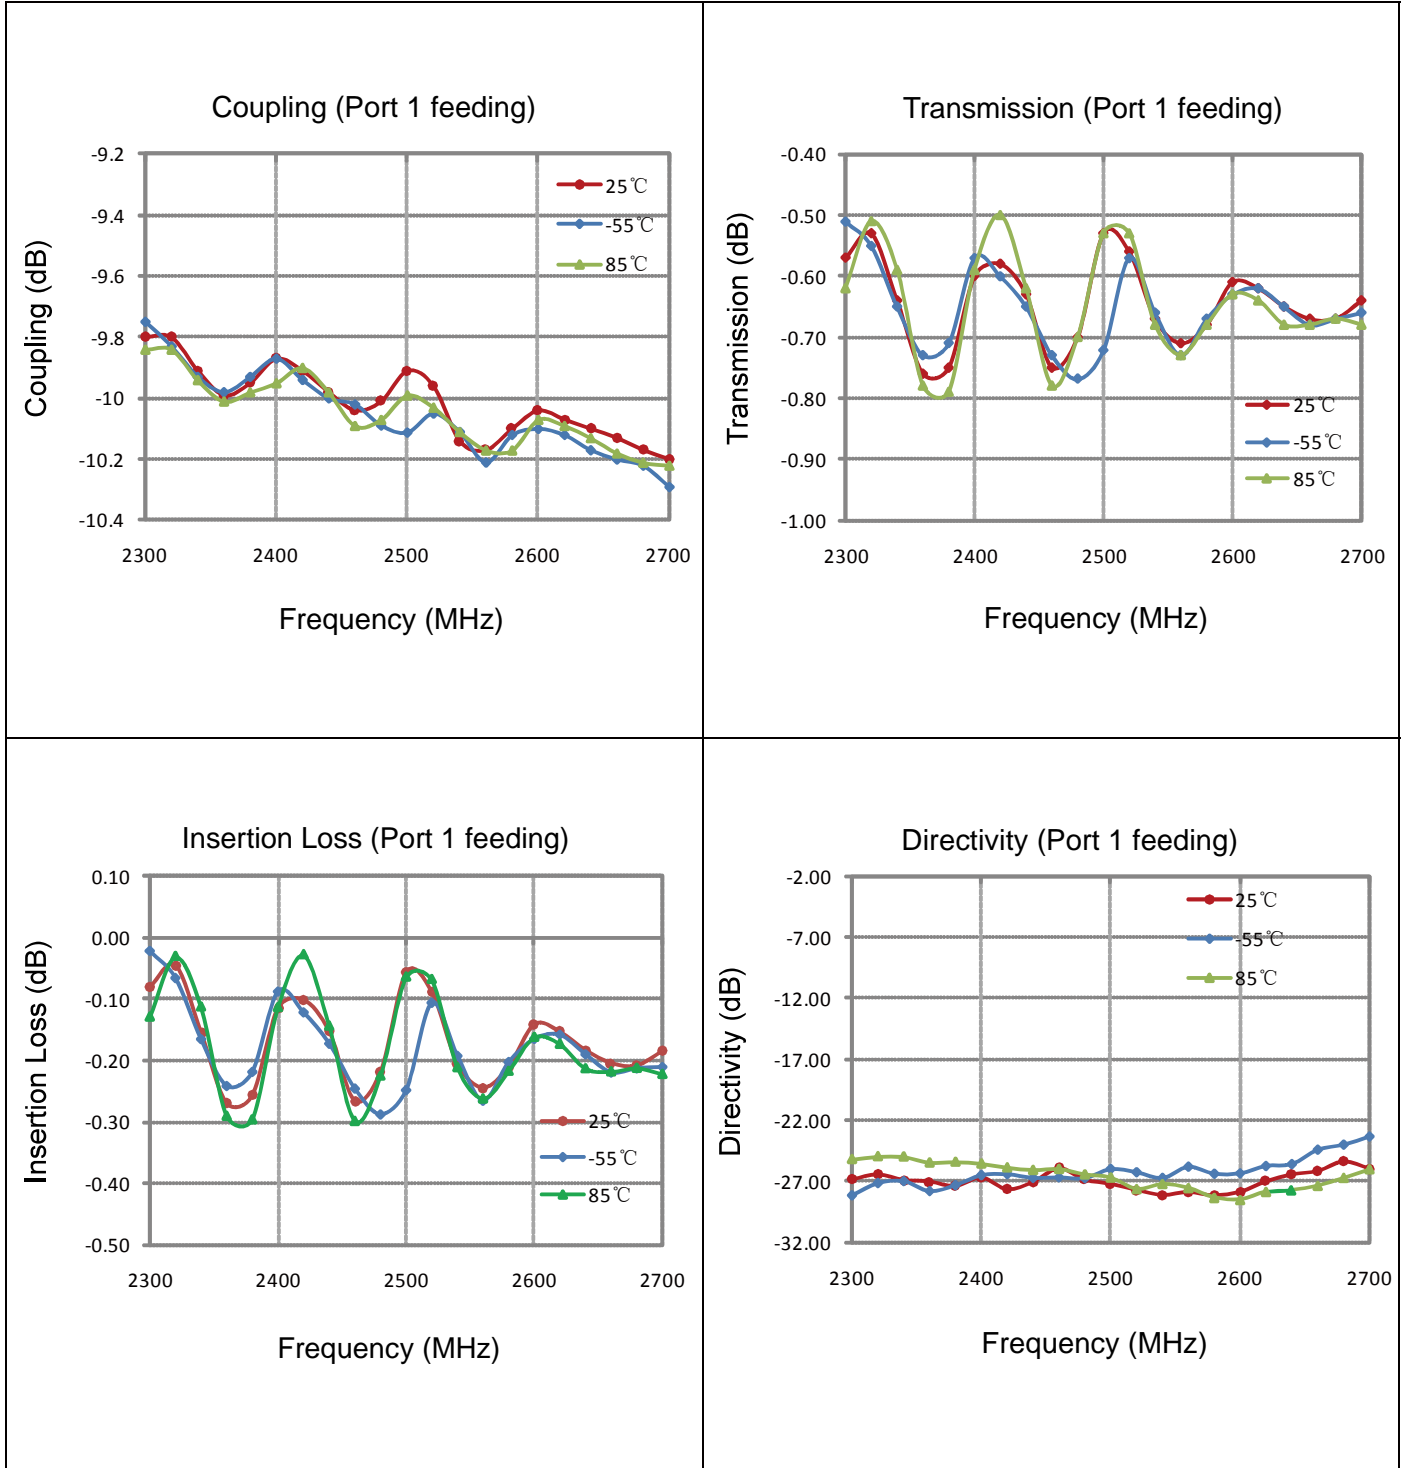 Coupling (Port 1 feeding)
-9.2
-9.4
-9.6
-9.8
-10
-10.2
-10.4
Coupling (dB)
25℃
-55℃
85℃
2300 2400 2500 2600 2700
Frequency (MHz)
Transmission (Port 1 feeding)
-0.40
-0.50
-0.60
-0.70
-0.80
-0.90
-1.00
Transmission (dB)
25℃
-55℃
85℃
2300 2400 2500 2600 2700
Frequency (MHz)
Insertion Loss (Port 1 feeding)
0.10
0.00
-0.10
-0.20
-0.30
-0.40
-0.50
Insertion Loss (dB)
25℃
-55℃
85℃
2300 2400 2500 2600 2700
Frequency (MHz)
Directivity (Port 1 feeding)
-2.00
-7.00
-12.00
-17.00
-22.00
-27.00
-32.00
Directivity (dB)
25℃
-55℃
85℃
2300 2400 2500 2600 2700
Frequency (MHz)